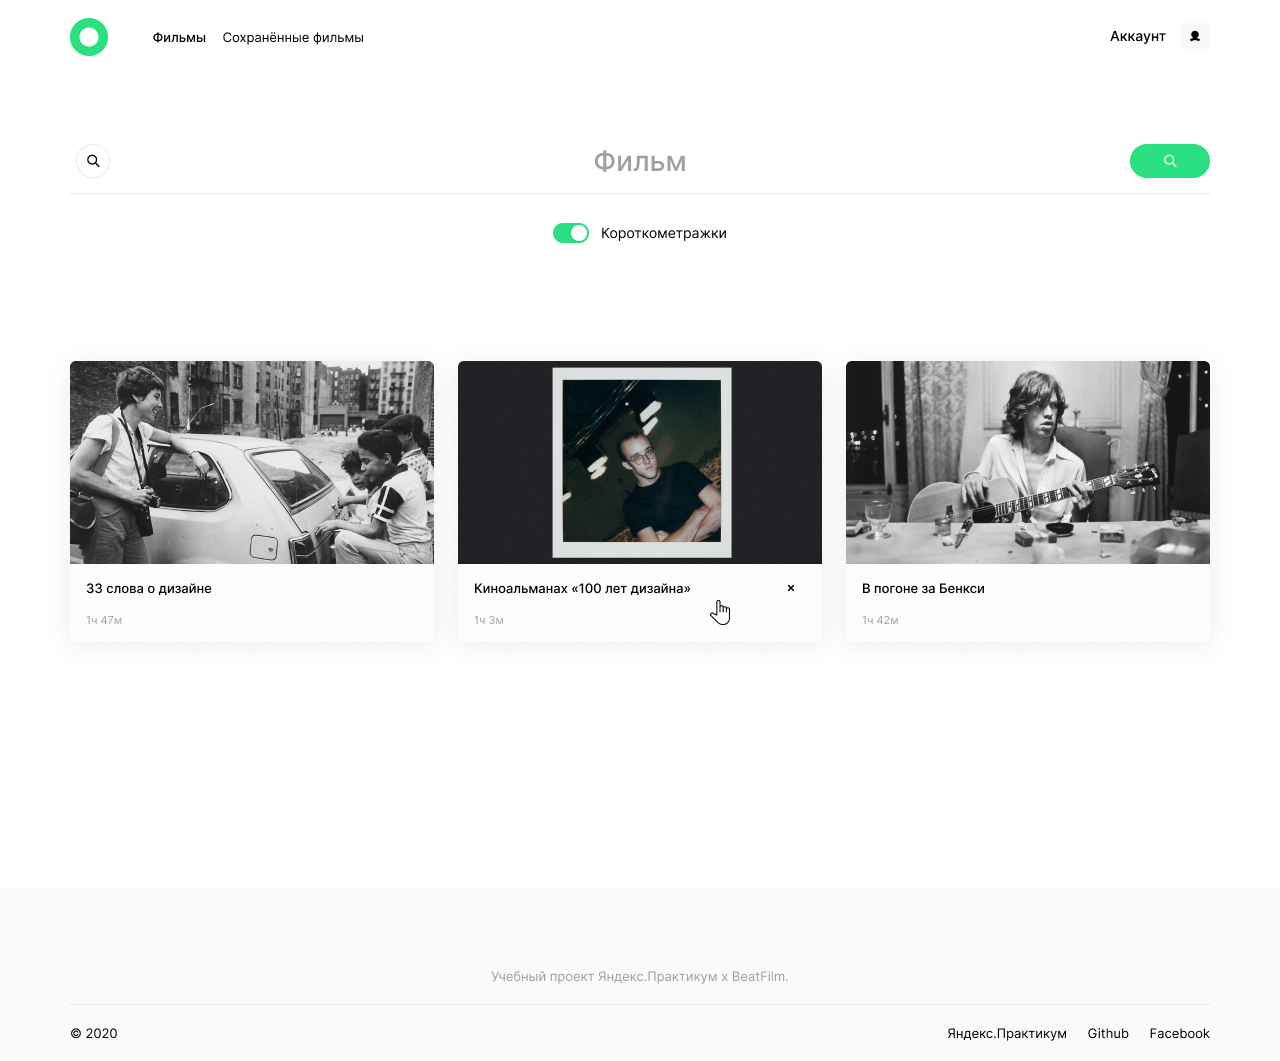 Фильмы Сохранённые фильмы Аккаунт
Фильм
Короткометражки
33 слова о дизайне
1ч 47м
Киноальманах «100 лет дизайна»
1ч 3м
В погоне за Бенкси
1ч 42м
Учебный проект Яндекс.Практикум х BeatFilm.
© 2020 Яндекс.Практикум Github Facebook